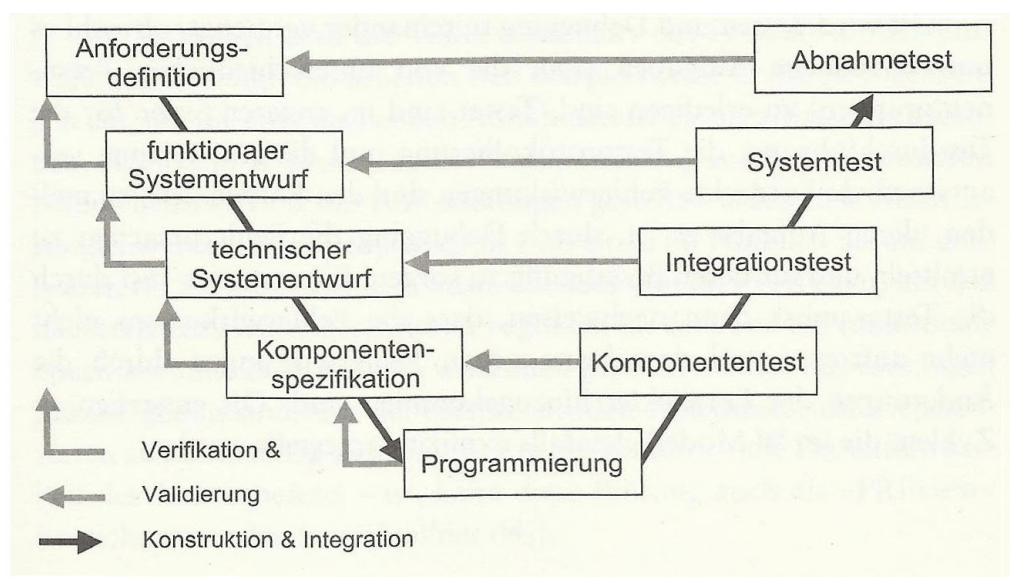 Anforderungs-
definition
Abnahmetest
funktionaler
Systementwurf
Systemtest
technischer
Systementwurf
Integrationstest
Komponenten-
spezifikation
Komponententest
Programmierung
Verifikation &
Validierung
Konstruktion & Integration